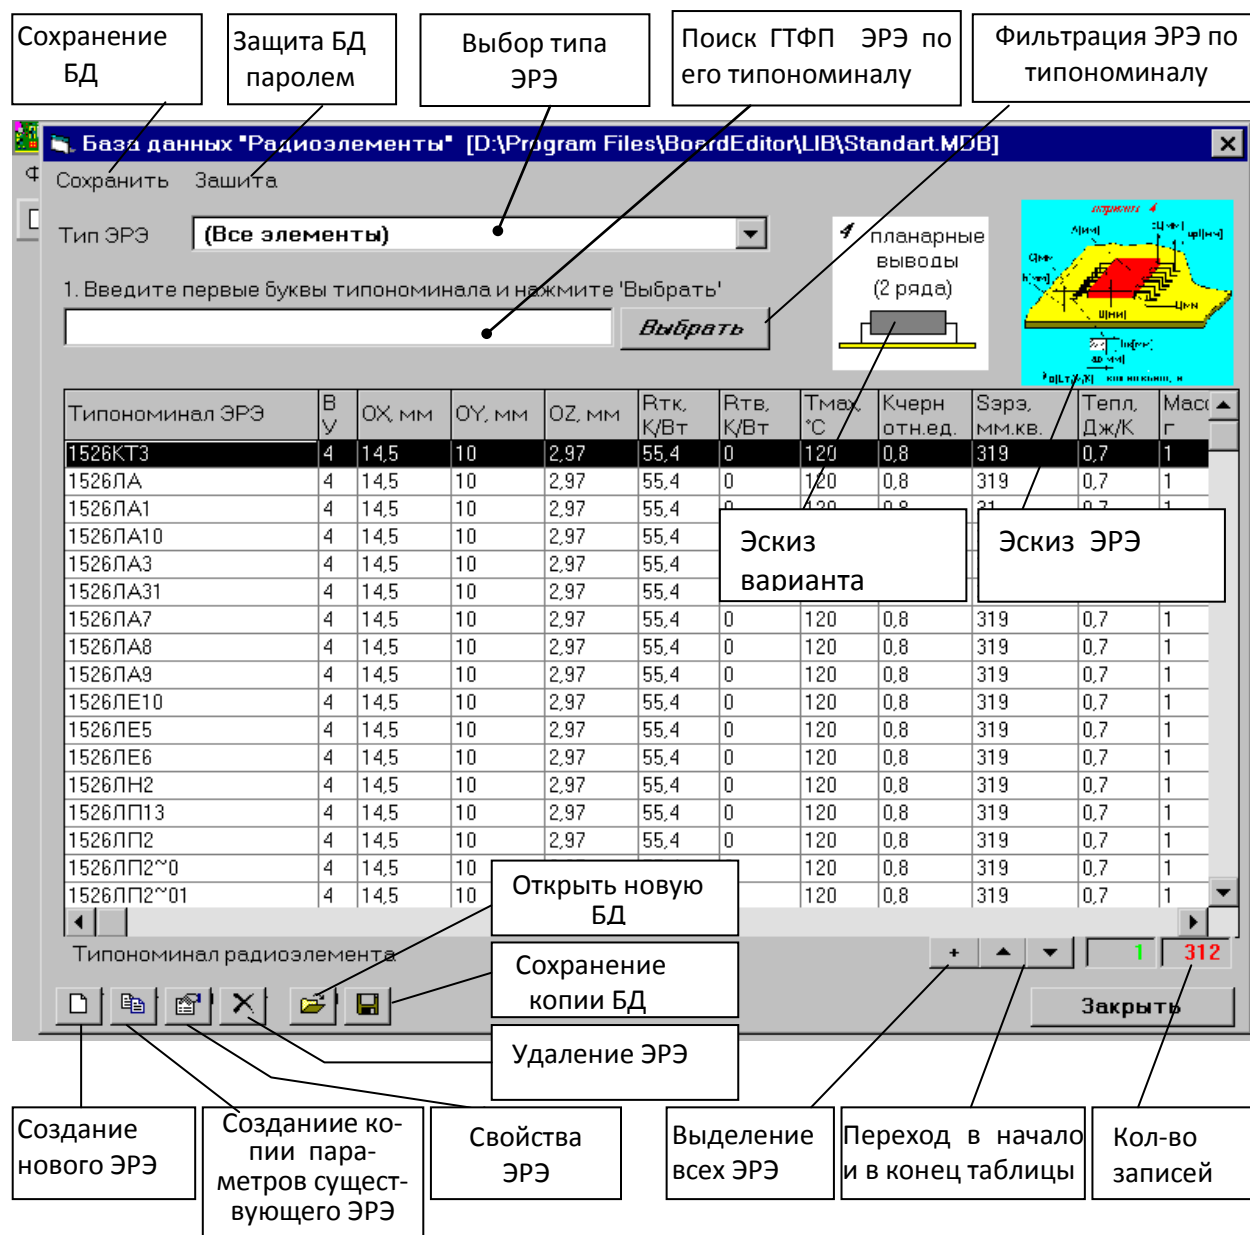 Сохранение
БД
Защита БД
паролем
Выбор типа
ЭРЭ
Поиск ГТФП ЭРЭ по
его типономиналу
Фильтрация ЭРЭ по
типономиналу
База данных "Радиоэлементы" [D:\Program Files\BoardEditor\LIB\Standart.MDB]
Ф
Сохранить Зашита
Тип ЭРЭ (Все элементы)
1. Введите первые буквы типономинала и нажмите 'Выбрать'
Выбрать
4 планарные
выводы
(2 ряда)
4
Типономинал ЭРЭ ВУ OX, мм OY, мм OZ, мм Rтк, К/Вт Rтв, К/Вт Tмах, °C Кчерн отн.ед. Sэрэ, мм.кв. Тепл, Дж/К Масс г
1526КТ3 4 14,5 10 2,97 55,4 0 120 0,8 319 0,7 1
1526ЛА 4 14,5 10 2,97 55,4 0 120 0,8 319 0,7 1
1526ЛА1 4 14,5 10 2,97 55,4
1526ЛА10 4 14,5 10 2,97 55,4
1526ЛА3 4 14,5 10 2,97 55,4
1526ЛА31 4 14,5 10 2,97 55,4
Эскиз
варианта
Эскиз ЭРЭ
1526ЛА7 4 14,5 10 2,97 55,4 0 120 0,8 319 0,7 1
1526ЛА8 4 14,5 10 2,97 55,4 0 120 0,8 319 0,7 1
1526ЛА9 4 14,5 10 2,97 55,4 0 120 0,8 319 0,7 1
1526ЛЕ10 4 14,5 10 2,97 55,4 0 120 0,8 319 0,7 1
1526ЛЕ5 4 14,5 10 2,97 55,4 0 120 0,8 319 0,7 1
1526ЛЕ6 4 14,5 10 2,97 55,4 0 120 0,8 319 0,7 1
1526ЛН2 4 14,5 10 2,97 55,4 0 120 0,8 319 0,7 1
1526ЛП13 4 14,5 10 2,97 55,4 0 120 0,8 319 0,7 1
1526ЛП2 4 14,5 10 2,97 55,4 0 120 0,8 319 0,7 1
1526ЛП2~0 4 14,5 10 120 0,8 319 0,7 1
1526ЛП2~01 4 14,5 10 120 0,8 319 0,7 1
Открыть новую
БД
Типономинал радиоэлемента
+ 1 312
Сохранение
копии БД
Закрыть
Удаление ЭРЭ
Создание
нового ЭРЭ
Созданиие ко-
пии пара-
метров сущест-
вующего ЭРЭ
Свойства
ЭРЭ
Выделение
всех ЭРЭ
Переход в начало
и в конец таблицы
Кол-во
записей